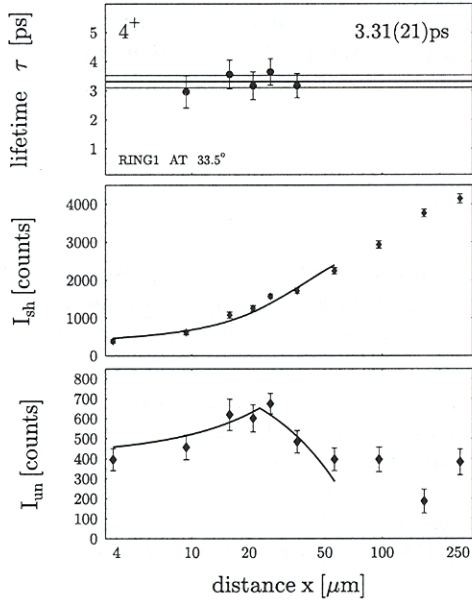 4+ 3.31(21)ps
lifetime τ [ps]
5
4
3
2
1
RING1 AT 33.5°
I_sh [counts]
4000
3000
2000
1000
0
I_un [counts]
800
700
600
500
400
300
200
100
0
4 10 20 50 100 250
distance x [μm]